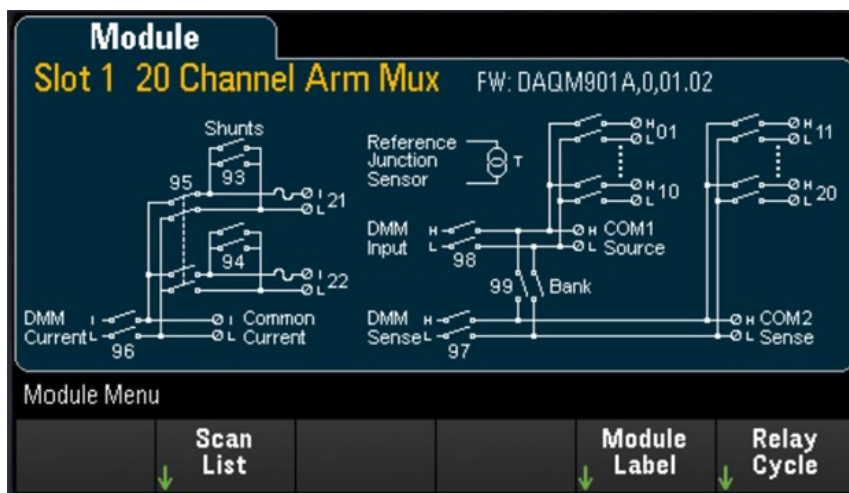 Module
Slot 1 20 Channel Arm Mux FW: DAQM901A,0,01.02
Shunts
93
95
I
L 21
94
I
L 22
DMM I
Current L
96
I Common
L Current
Reference
Junction
Sensor
T
H
L 01
H
L 10
H
L 11
H
L 20
DMM H
Input L
98
H COM1
L Source
99 Bank
DMM H
Sense L
97
H COM2
L Sense
Module Menu
Scan
List
Module
Label
Relay
Cycle